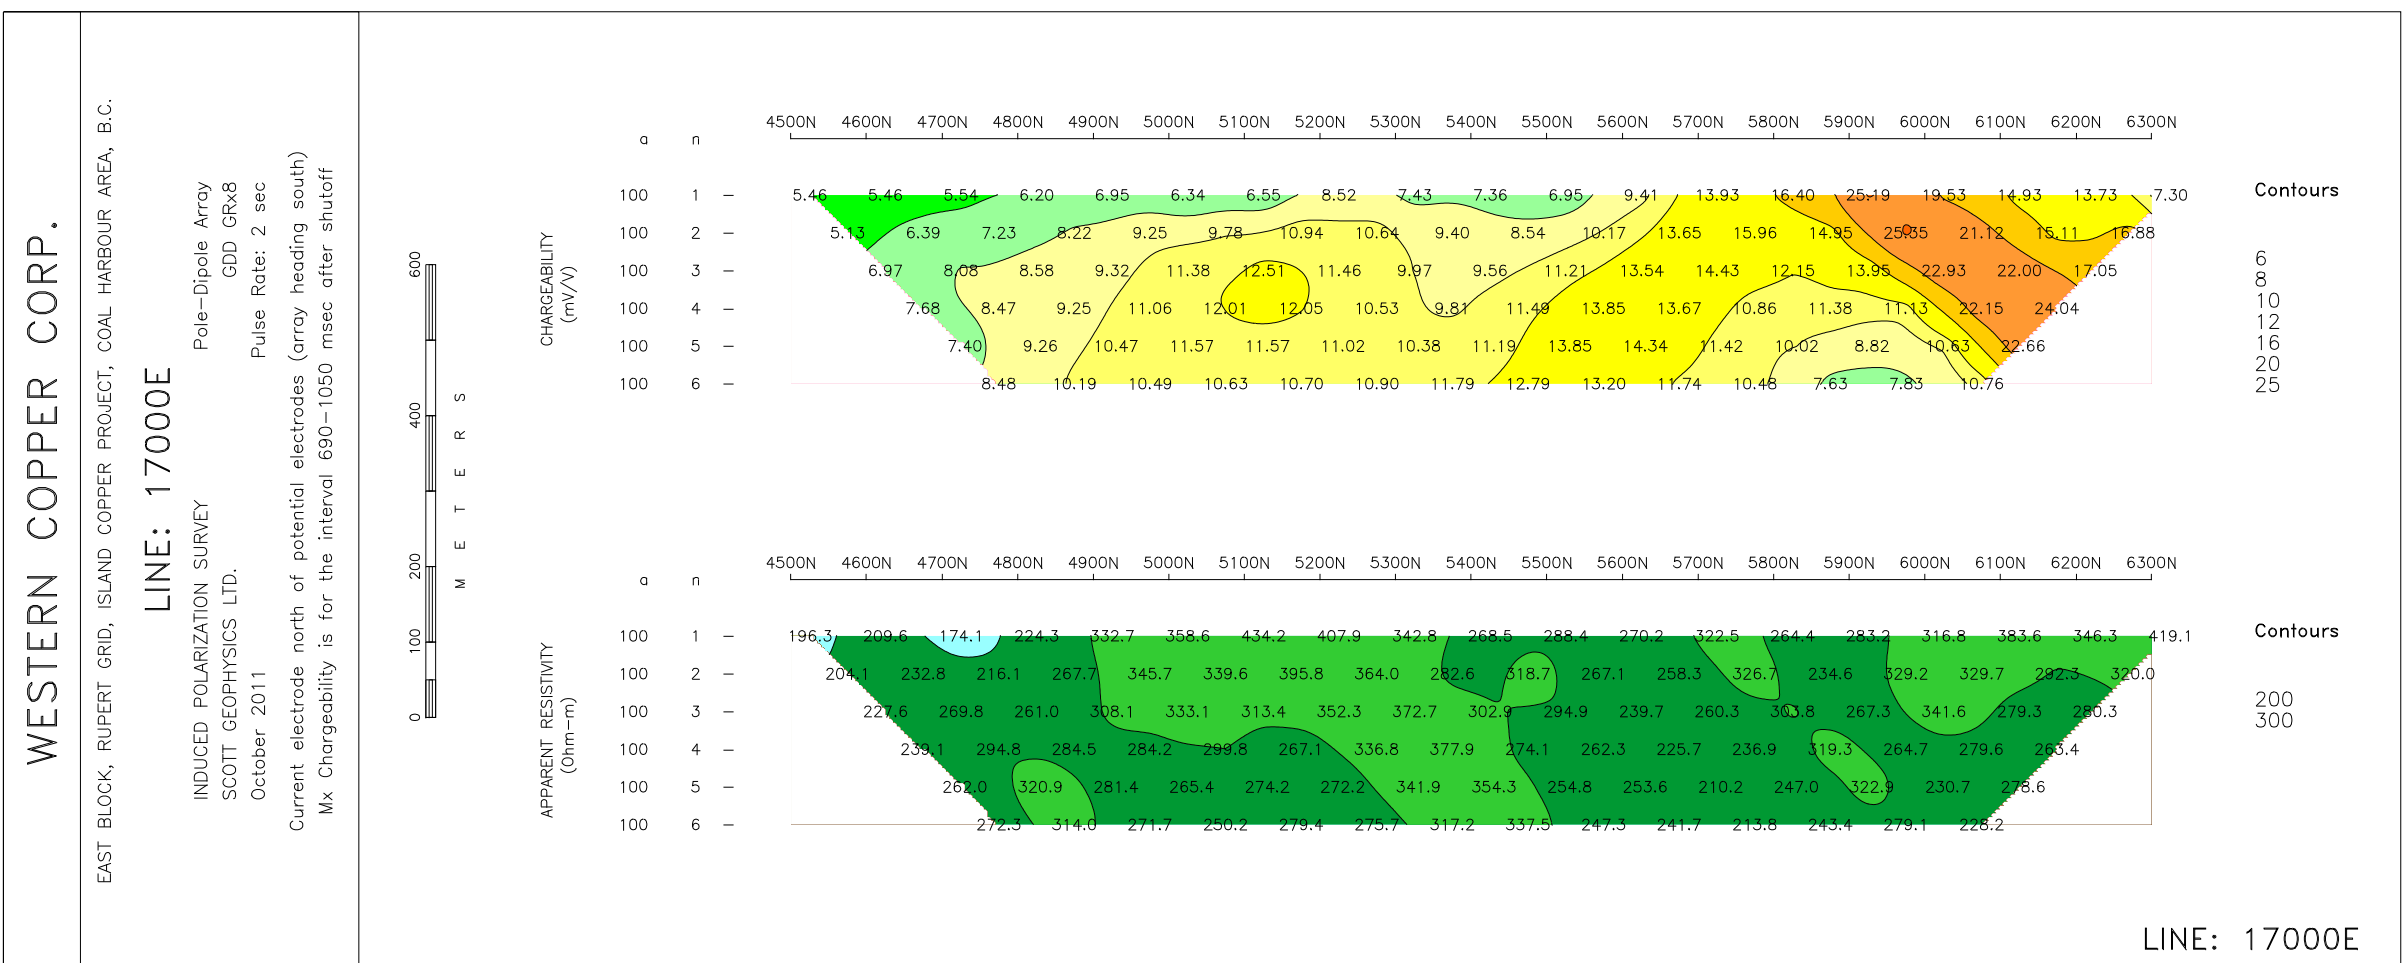 WESTERN COPPER CORP.
EAST BLOCK, RUPERT GRID, ISLAND COPPER PROJECT, COAL HARBOUR AREA, B.C.
LINE: 17000E
INDUCED POLARIZATION SURVEY Pole-Dipole Array
SCOTT GEOPHYSICS LTD. GDD GRx8
October 2011 Pulse Rate: 2 sec
Current electrode north of potential electrodes (array heading south)
Mx Chargeability is for the interval 690-1050 msec after shutoff
0 100 200 400 600
METERS
4500N 4600N 4700N 4800N 4900N 5000N 5100N 5200N 5300N 5400N 5500N 5600N 5700N 5800N 5900N 6000N 6100N 6200N 6300N
a n
CHARGEABILITY
(mV/V)
100 1 – 5.46 5.46 5.54 6.20 6.95 6.34 6.55 8.52 7.43 7.36 6.95 9.41 13.93 16.40 25.19 19.53 14.93 13.73 7.30
100 2 – 5.13 6.39 7.23 8.22 9.25 9.78 10.94 10.64 9.40 8.54 10.17 13.65 15.96 14.95 25.35 21.12 15.11 16.88
100 3 – 6.97 8.08 8.58 9.32 11.38 12.51 11.46 9.97 9.56 11.21 13.54 14.43 12.15 13.95 22.93 22.00 17.05
100 4 – 7.68 8.47 9.25 11.06 12.01 12.05 10.53 9.81 11.49 13.85 13.67 10.86 11.38 11.13 22.15 24.04
100 5 – 7.40 9.26 10.47 11.57 11.57 11.02 10.38 11.19 13.85 14.34 11.42 10.02 8.82 10.63 22.66
100 6 – 8.48 10.19 10.49 10.63 10.70 10.90 11.79 12.79 13.20 11.74 10.48 7.63 7.83 10.76
Contours
6
8
10
12
16
20
25
4500N 4600N 4700N 4800N 4900N 5000N 5100N 5200N 5300N 5400N 5500N 5600N 5700N 5800N 5900N 6000N 6100N 6200N 6300N
a n
APPARENT RESISTIVITY
(Ohm-m)
100 1 – 196.3 209.6 174.1 224.3 332.7 358.6 434.2 407.9 342.8 268.5 288.4 270.2 322.5 264.4 283.2 316.8 383.6 346.3 419.1
100 2 – 204.1 232.8 216.1 267.7 345.7 339.6 395.8 364.0 282.6 318.7 267.1 258.3 326.7 234.6 329.2 329.7 292.3 320.0
100 3 – 227.6 269.8 261.0 308.1 333.1 313.4 352.3 372.7 302.9 294.9 239.7 260.3 303.8 267.3 341.6 279.3 280.3
100 4 – 239.1 294.8 284.5 284.2 299.8 267.1 336.8 377.9 274.1 262.3 225.7 236.9 319.3 264.7 279.6 263.4
100 5 – 262.0 320.9 281.4 265.4 274.2 272.2 341.9 354.3 254.8 253.6 210.2 247.0 322.9 230.7 278.6
100 6 – 272.3 314.0 271.7 250.2 279.4 275.7 317.2 337.5 247.3 241.7 213.8 243.4 279.1 228.2
Contours
200
300
LINE: 17000E